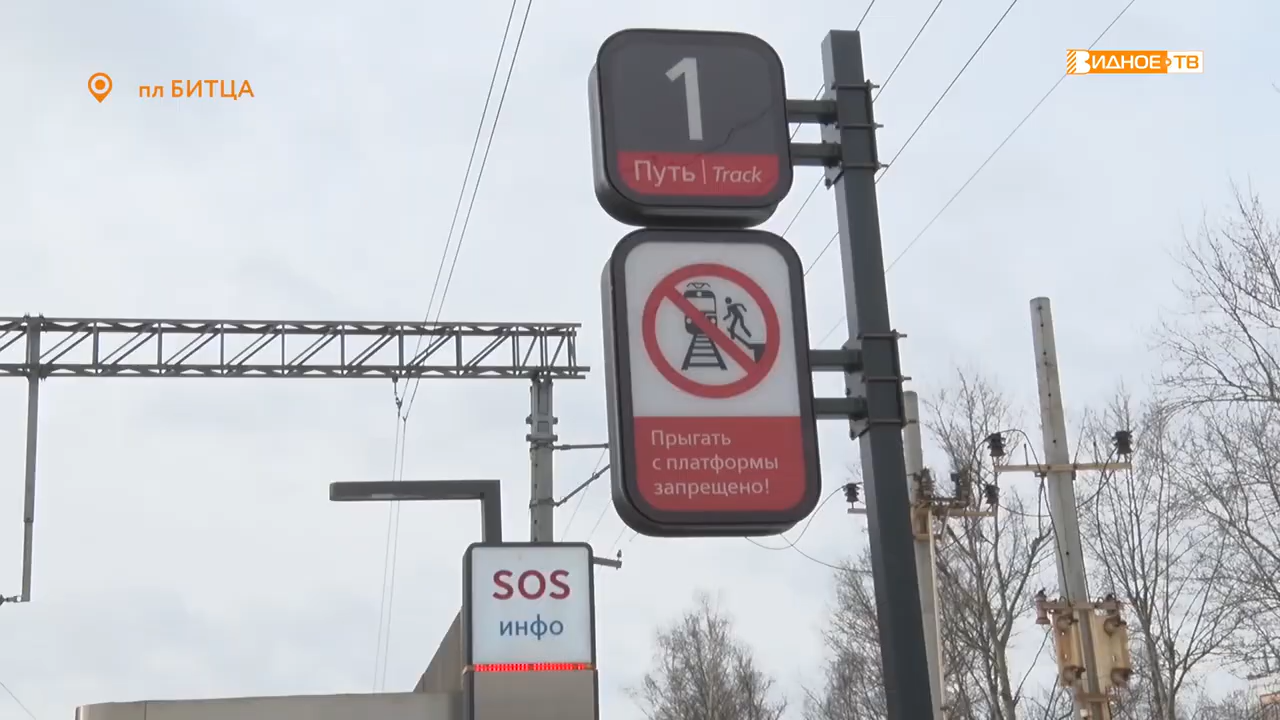 пл БИТЦА
ВИДНОЕ ТВ
1
Путь | Track
Прыгать
с платформы
запрещено!
SOS
инфо